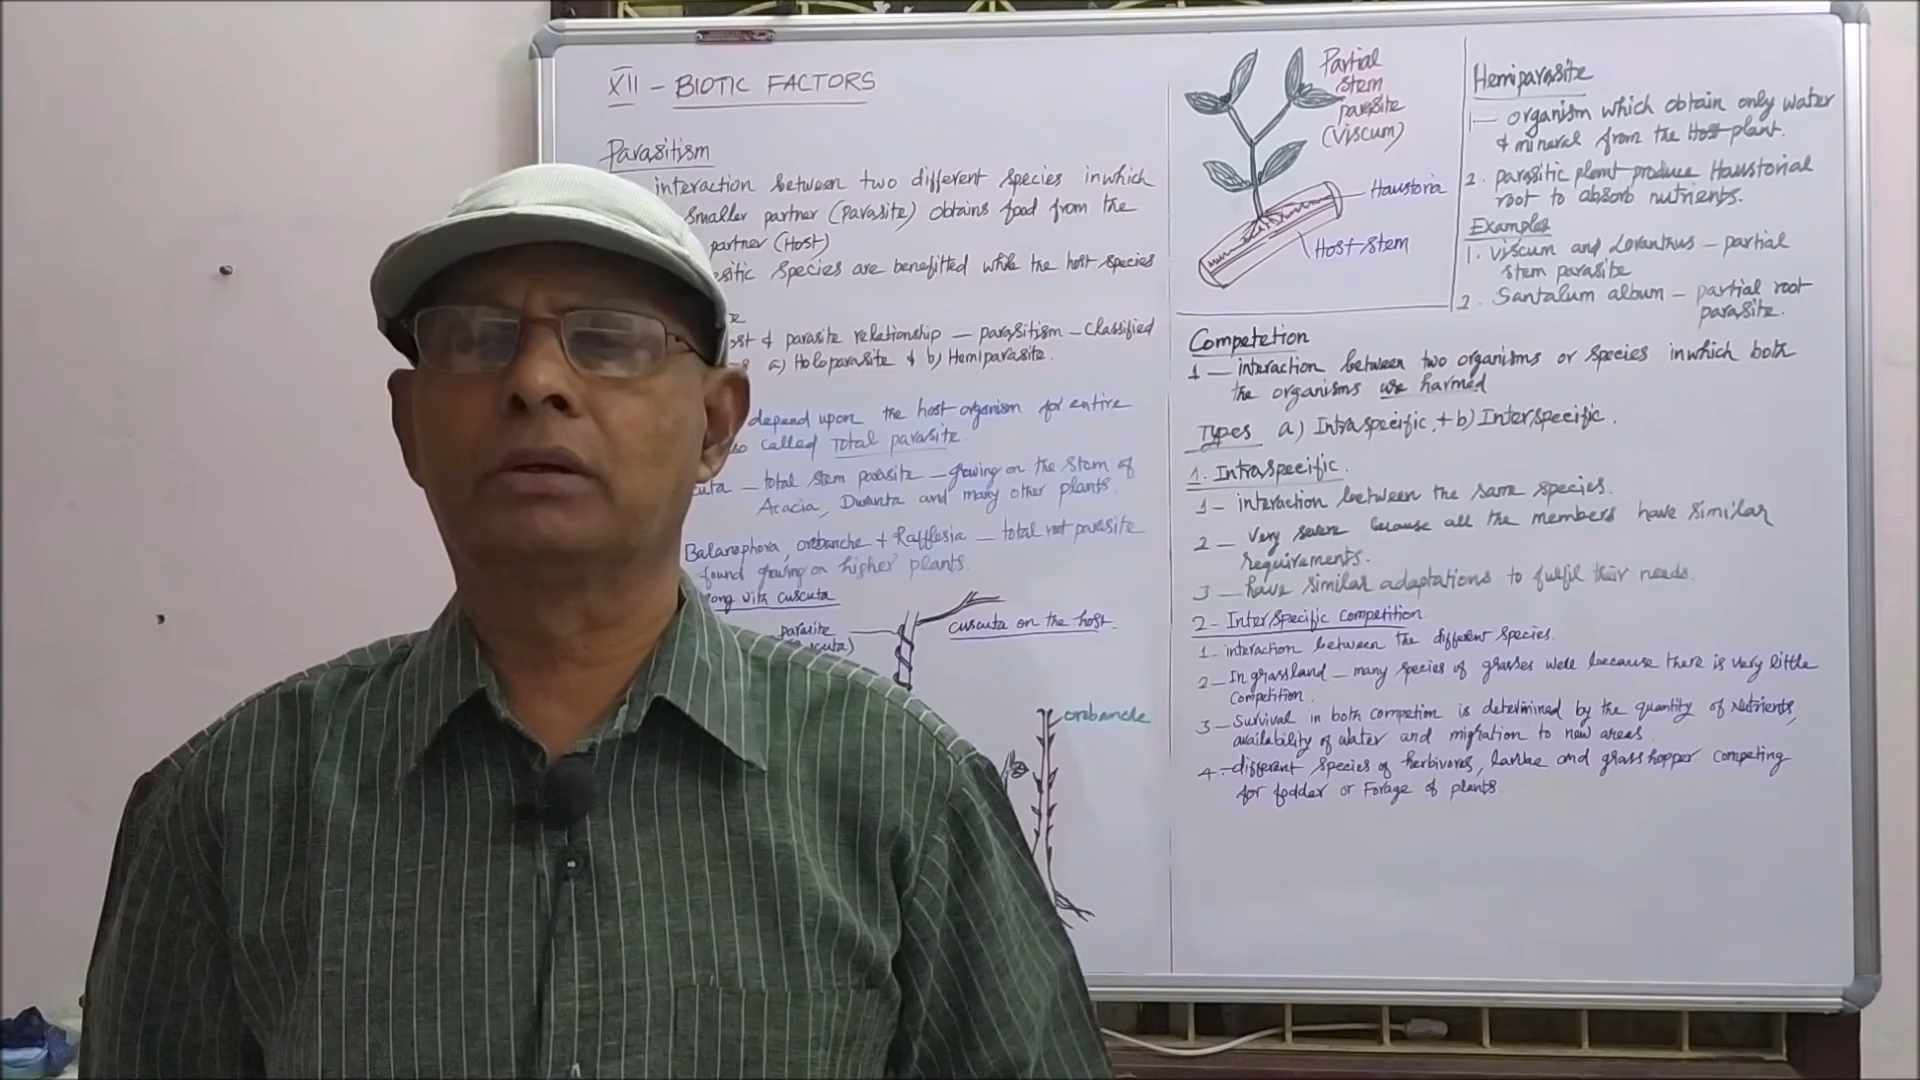 XII - BIOTIC FACTORS
Parasitism
interaction between two different species in which
smaller partner (parasite) obtains food from the
partner (Host)
sitic species are benefitted while the host species
ost & parasite relationship - parasitism - classified
a) Holoparasite & b) Hemiparasite.
depend upon the host organism for entire
so called Total parasite.
cuta - total stem parasite - growing on the stem of
Acacia, Duranta and many other plants.
Balanophora, orobanche + Rafflesia - total root parasite
found growing on higher plants.
ong with cuscuta
parasite
cuta)
cuscuta on the host.
orobanche
Partial
stem
parasite
(viscum)
Haustoria
Host-stem
Hemiparasite
1- organism which obtain only water
& mineral from the Host plant.
2. parasitic plant produce Haustorial
root to absorb nutrients.
Examples
1. Viscum and Loranthus - partial
stem parasite
2. Santalum album - partial root
parasite.
Competetion
1 - interaction between two organisms or species in which both
the organisms are harmed
Types a) Intraspecific, + b) Interspecific.
1. Intraspecific.
1- interaction between the same species.
2 - Very severe because all the members have similar
requirements.
3 - have similar adaptations to fulfil their needs.
2- Interspecific competition
1- interaction between the different species.
2- In grassland - many species of grasses well because there is very little
competition.
3 - Survival in both competion is determined by the quantity of Nutrients,
availability of water and migration to new areas.
4. different species of herbivores, larvae and grasshopper competing
for fodder or Forage of plants.